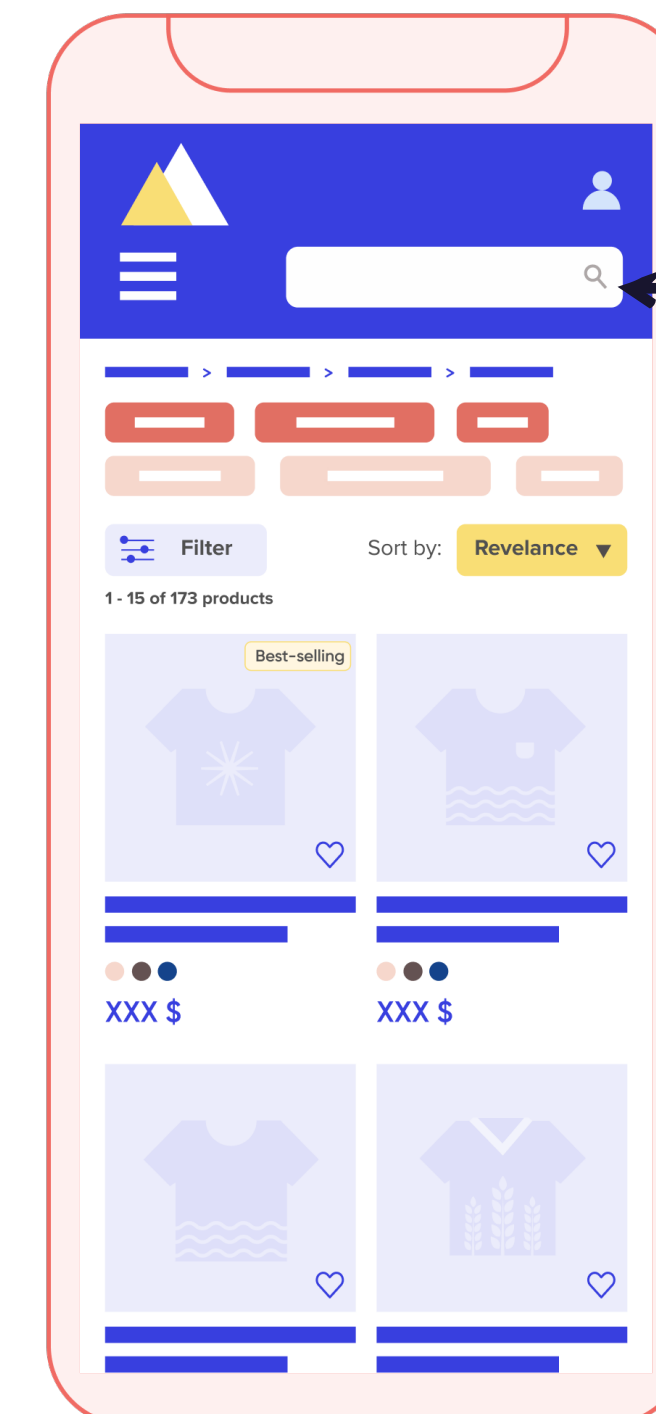 > > >
Filter
Sort by: Revelance ▼
1 - 15 of 173 products
Best-selling
XXX $ XXX $